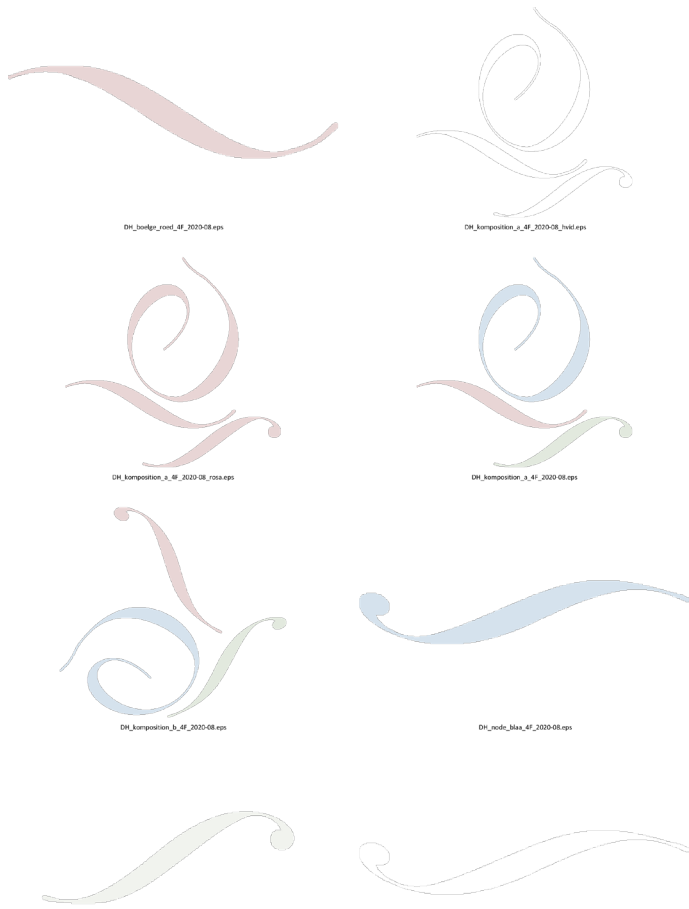 DH_boelge_roed_4F_2020-08.eps
DH_komposition_a_4F_2020-08_hvid.eps
DH_komposition_a_4F_2020-08_rosa.eps
DH_komposition_a_4F_2020-08.eps
DH_komposition_b_4F_2020-08.eps
DH_node_blaa_4F_2020-08.eps